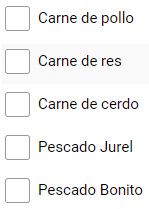 Carne de pollo
Carne de res
Carne de cerdo
Pescado Jurel
Pescado Bonito